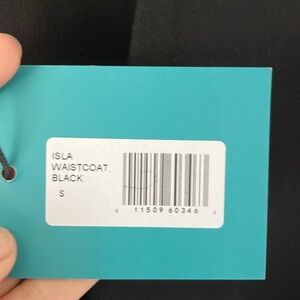 ISLA
WAISTCOAT,
BLACK
S
2 11509 60346 3